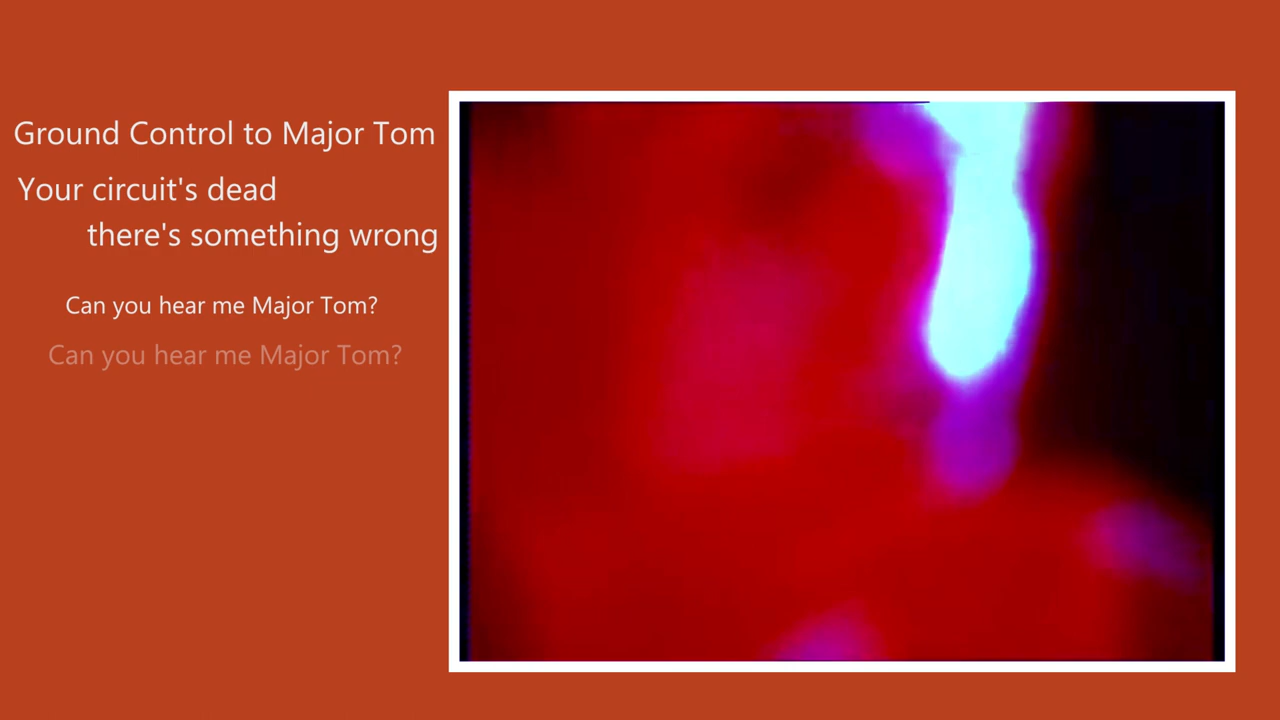 Ground Control to Major Tom
Your circuit's dead
there's something wrong
Can you hear me Major Tom?
Can you hear me Major Tom?